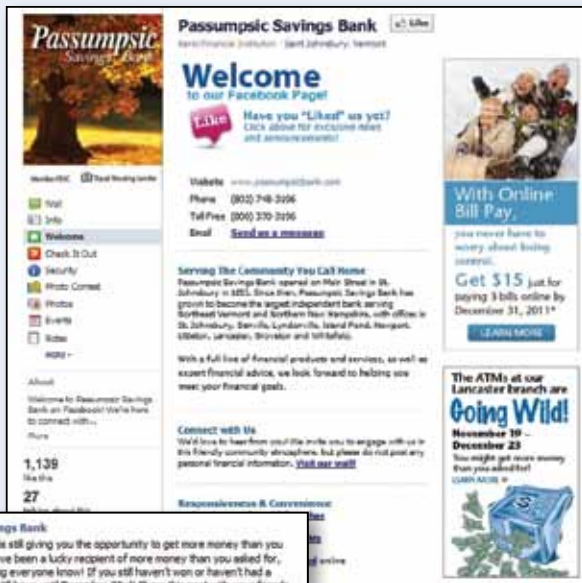 Passumpsic
Savings Bank
Member FDIC Equal Housing Lender
Wall
Info
Welcome
Check It Out
Security
Photo Contest
Photos
Events
Notes
About
Welcome to Passumpsic Savings
Bank on Facebook! We're here
to connect with...
More
1,139
like this
27
talking about this
Passumpsic Savings Bank Like
Bank/Financial Institution · Saint Johnsbury, Vermont
Welcome
to our Facebook Page!
Like
Have you "Liked" us yet?
Click above for exclusive news
and announcements!
Website www.passumpsicbank.com
Phone (802) 748-3196
Toll Free (800) 370-3196
Email Send us a message
Serving The Community You Call Home
Passumpsic Savings Bank opened on Main Street in St.
Johnsbury in 1853. Since then, Passumpsic Savings Bank has
grown to become the largest independent bank serving
Northeast Vermont and Northern New Hampshire, with offices in
St. Johnsbury, Danville, Lyndonville, Island Pond, Newport,
Littleton, Lancaster, Groveton and Whitefield.
With a full line of financial products and services, as well as
expert financial advice, we look forward to helping you
meet your financial goals.
Connect with Us
We'd love to hear from you! We invite you to engage with us in
this friendly community atmosphere, but please do not post any
personal financial information. Visit our wall!
Responsiveness & Convenience
online
With Online
Bill Pay,
you never have to
worry about losing
control.
Get $15 just for
paying 3 bills online by
December 31, 2011*
LEARN MORE
The ATMs at our
Lancaster branch are
Going Wild!
November 19 –
December 23
You might get more money
than you asked for!
LEARN MORE
$
ngs Bank
s still giving you the opportunity to get more money than you
ve been a lucky recipient of more money than you asked for,
ng everyone know! If you still haven't won or haven't had a